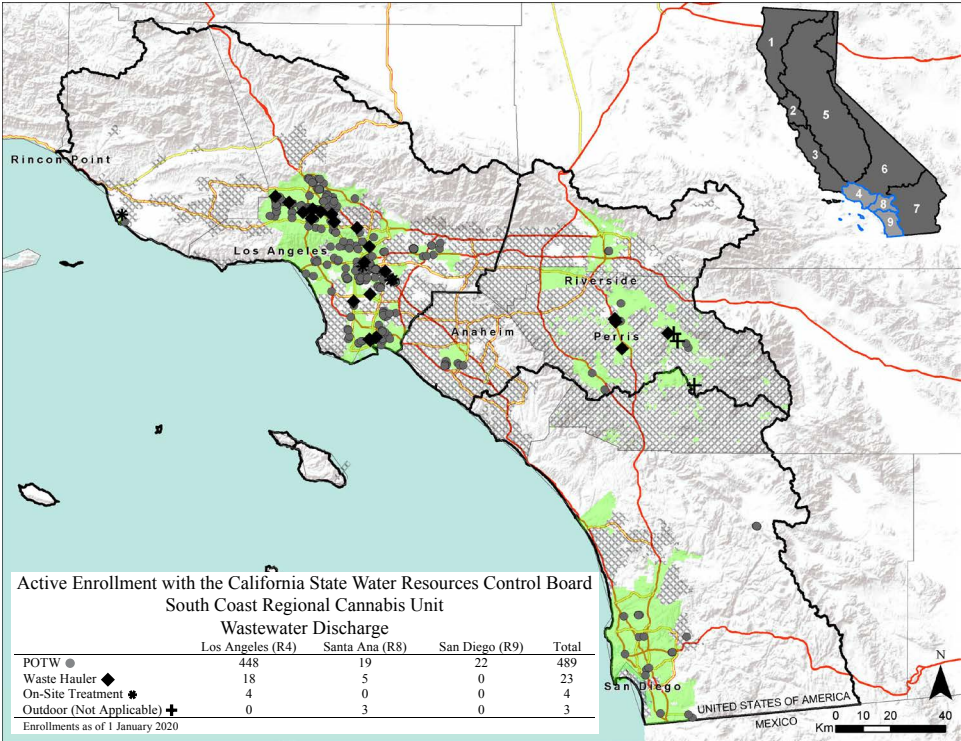 1
2
5
3
6
4
8
7
9
Rincon Point
Los Angeles
Riverside
Anaheim
Perris
San Diego
UNITED STATES OF AMERICA
MEXICO
N
Km 0 10 20 40
Active Enrollment with the California State Water Resources Control Board
South Coast Regional Cannabis Unit
Wastewater Discharge
Los Angeles (R4) Santa Ana (R8) San Diego (R9) Total
POTW 448 19 22 489
Waste Hauler 18 5 0 23
On-Site Treatment 4 0 0 4
Outdoor (Not Applicable) 0 3 0 3
Enrollments as of 1 January 2020